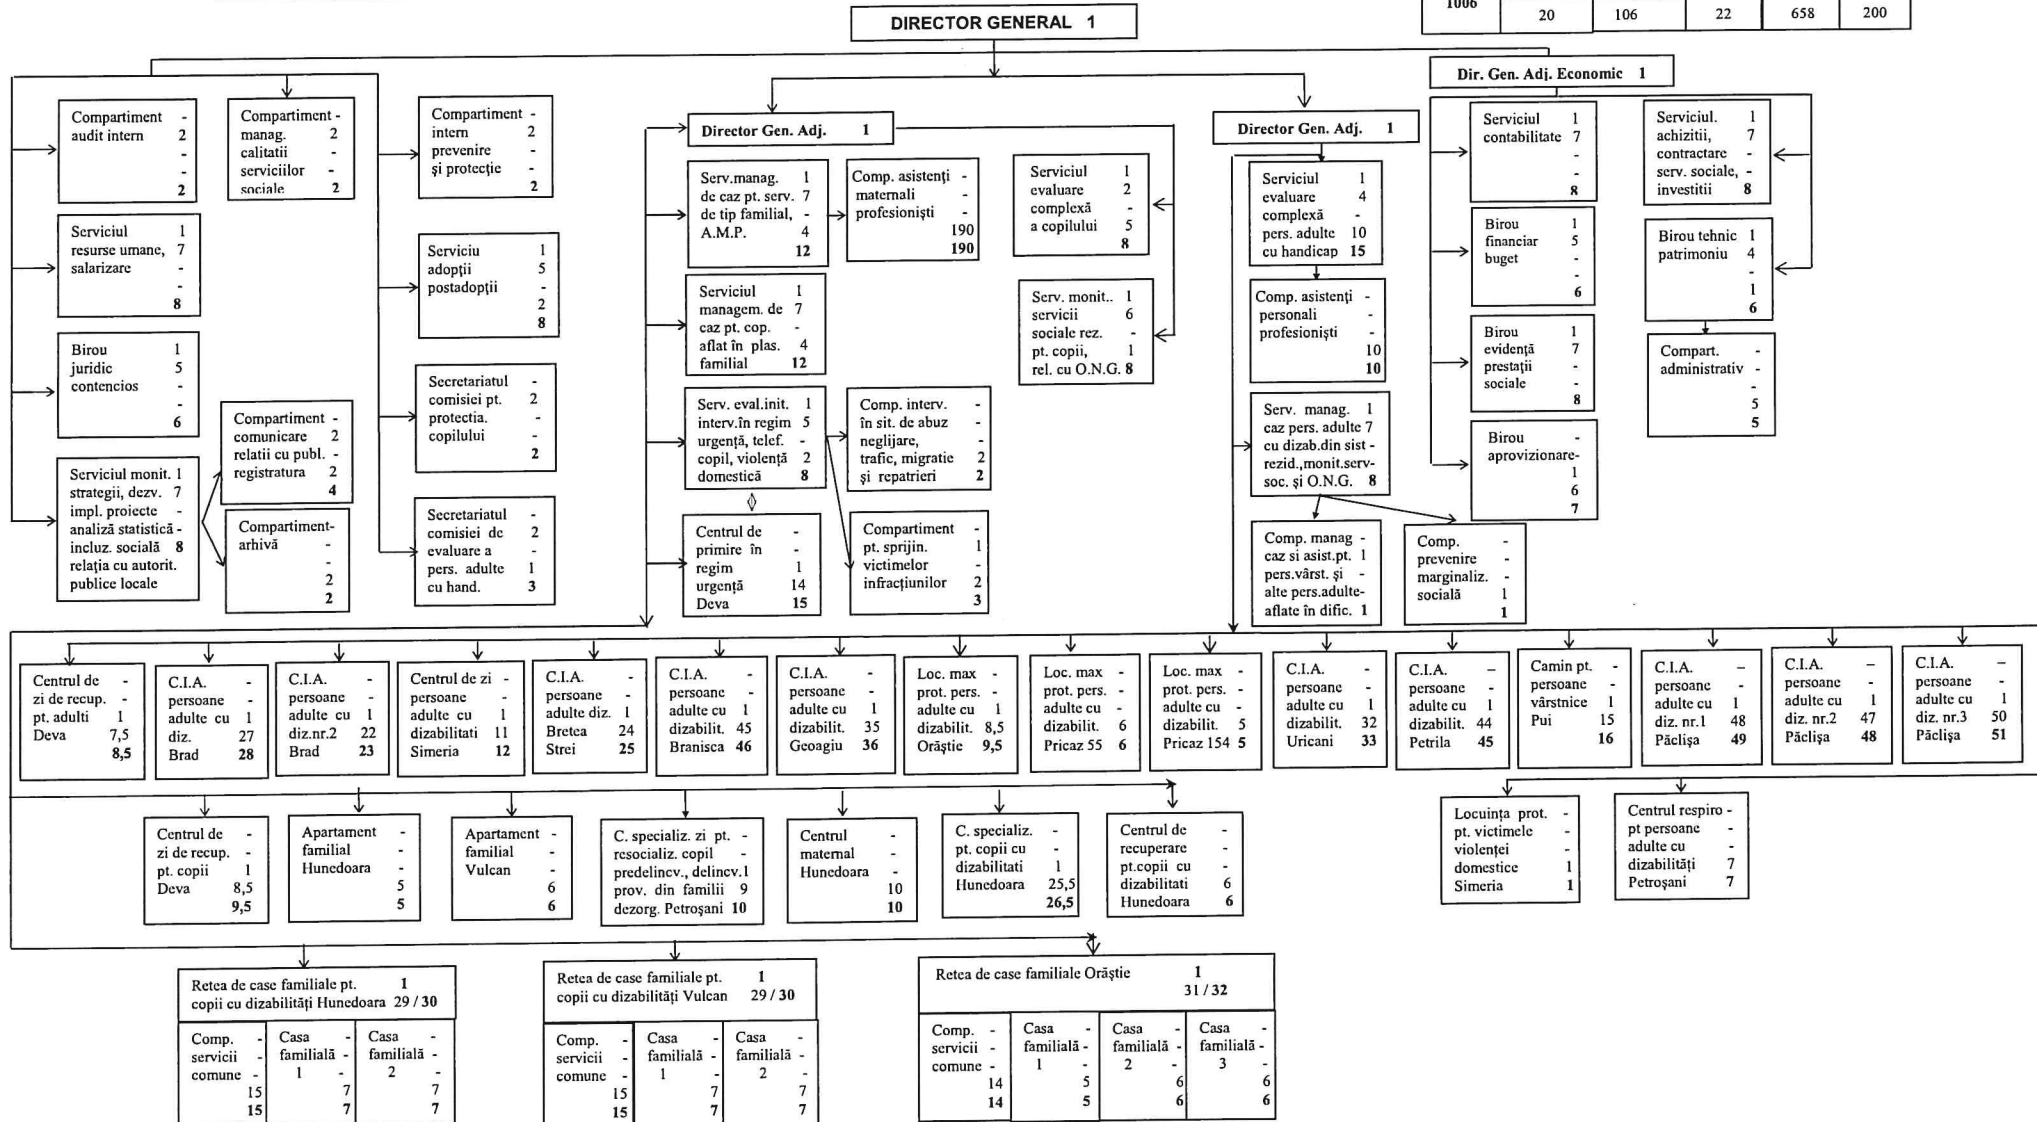 DIRECTOR GENERAL 1
1006
20 106 22 658 200
Dir. Gen. Adj. Economic 1
Compartiment -
audit intern 2
-
-
2
Compartiment -
manag. 2
calitatii -
serviciilor -
sociale 2
Compartiment -
intern 2
prevenire -
și protecție -
2
Director Gen. Adj. 1
Director Gen. Adj. 1
Serviciul 1
contabilitate 7
-
-
8
Serviciul. 1
achizitii, 7
contractare -
serv. sociale, -
investitii 8
Serv.manag. 1
de caz pt. serv. 7
de tip familial, -
A.M.P. 4
12
Comp. asistenți -
maternali -
profesioniști -
190
190
Serviciul 1
evaluare 2
complexă -
a copilului 5
8
Serviciul 1
evaluare 4
complexă -
pers. adulte 10
cu handicap 15
Serviciul 1
resurse umane, 7
salarizare -
-
8
Serviciu 1
adopții 5
postadopții -
2
8
Birou 1
financiar 5
buget -
-
6
Birou tehnic 1
patrimoniu 4
-
1
6
Serviciul 1
managem. de 7
caz pt. cop. -
aflat în plas. 4
familial 12
Serv. monit.. 1
servicii 6
sociale rez. -
pt. copii, 1
rel. cu O.N.G. 8
Comp. asistenți -
personali -
profesioniști -
10
10
Birou 1
juridic 5
contencios -
-
6
Birou 1
evidență 7
prestații -
sociale -
8
Compart. -
administrativ -
-
5
5
Compartiment -
comunicare 2
relatii cu publ. -
registratura 2
4
Secretariatul -
comisiei pt. 2
protectia. -
copilului -
2
Serv. eval.init. 1
interv.în regim 5
urgență, telef. -
copil, violență 2
domestică 8
Comp. interv. -
în sit. de abuz -
neglijare, -
trafic, migratie 2
și repatrieri 2
Serv. manag. 1
caz pers. adulte 7
cu dizab.din sist -
rezid.,monit.serv-
soc. și O.N.G. 8
Birou -
aprovizionare-
1
6
7
Serviciul monit. 1
strategii, dezv. 7
impl. proiecte -
analiză statistică -
incluz. socială 8
relația cu autorit.
publice locale
Compartiment-
arhivă -
-
2
2
Secretariatul -
comisiei de 2
evaluare a -
pers. adulte 1
cu hand. 3
Centrul de -
primire în -
regim 1
urgență 14
Deva 15
Compartiment -
pt. sprijin. 1
victimelor -
infracțiunilor 2
3
Comp. manag -
caz si asist.pt. 1
pers.vârst. și -
alte pers.adulte-
aflate în dific. 1
Comp. -
prevenire -
marginaliz. -
socială 1
1
Centrul de -
zi de recup. -
pt. adulti 1
Deva 7,5
8,5
C.I.A. -
persoane -
adulte cu 1
diz. 27
Brad 28
C.I.A. -
persoane -
adulte cu 1
diz.nr.2 22
Brad 23
Centrul de zi -
persoane -
adulte cu 1
dizabilitati 11
Simeria 12
C.I.A. -
persoane -
adulte diz. 1
Bretea 24
Strei 25
C.I.A. -
persoane -
adulte cu 1
dizabilit. 45
Branisca 46
C.I.A. -
persoane -
adulte cu 1
dizabilit. 35
Geoagiu 36
Loc. max -
prot. pers. -
adulte cu 1
dizabilit. 8,5
Orăștie 9,5
Loc. max -
prot. pers. -
adulte cu -
dizabilit. 6
Pricaz 55 6
Loc. max -
prot. pers. -
adulte cu -
dizabilit. 5
Pricaz 154 5
C.I.A. -
persoane -
adulte cu 1
dizabilit. 32
Uricani 33
C.I.A. –
persoane -
adulte cu 1
dizabilit. 44
Petrila 45
Camin pt. -
persoane -
vârstnice 1
Pui 15
16
C.I.A. –
persoane -
adulte cu 1
diz. nr.1 48
Păclișa 49
C.I.A. –
persoane -
adulte cu 1
diz. nr.2 47
Păclișa 48
C.I.A. –
persoane -
adulte cu 1
diz. nr.3 50
Păclișa 51
Centrul de -
zi de recup. -
pt. copii 1
Deva 8,5
9,5
Apartament -
familial -
Hunedoara -
5
5
Apartament -
familial -
Vulcan -
6
6
C. specializ. zi pt. -
resocializ. copil -
predelincv., delincv.1
prov. din familii 9
dezorg. Petroșani 10
Centrul -
maternal -
Hunedoara -
10
10
C. specializ. -
pt. copii cu -
dizabilitati 1
Hunedoara 25,5
26,5
Centrul de -
recuperare -
pt.copii cu -
dizabilitati 6
Hunedoara 6
Locuința prot. -
pt. victimele -
violenței -
domestice 1
Simeria 1
Centrul respiro -
pt persoane -
adulte cu -
dizabilități 7
Petroșani 7
Retea de case familiale pt. 1
copii cu dizabilități Hunedoara 29 / 30
Comp. -
servicii -
comune -
15
15
Casa -
familială -
1 -
7
7
Casa -
familială -
2 -
7
7
Retea de case familiale pt. 1
copii cu dizabilități Vulcan 29 / 30
Comp. -
servicii -
comune -
15
15
Casa -
familială -
1 -
7
7
Casa -
familială -
2 -
7
7
Retea de case familiale Orăștie 1
31 / 32
Comp. -
servicii -
comune -
14
14
Casa -
familială -
1 -
5
5
Casa -
familială -
2 -
6
6
Casa -
familială -
3 -
6
6